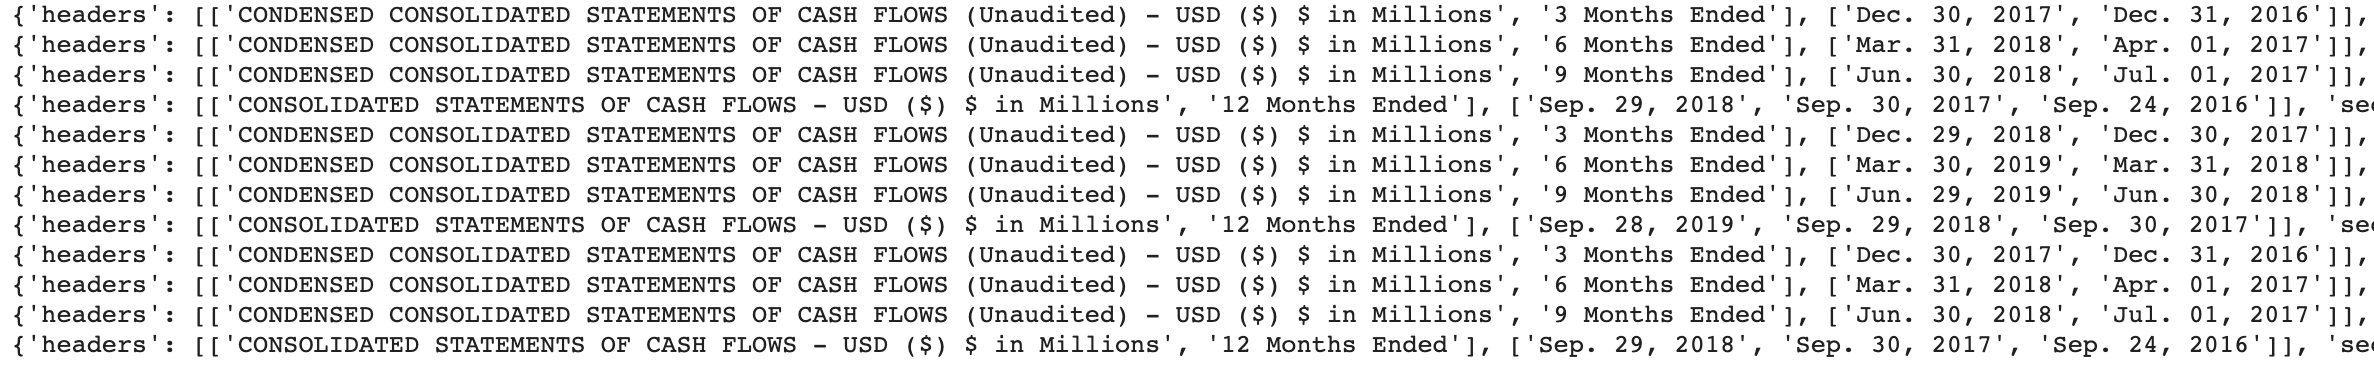 {'headers': [['CONDENSED CONSOLIDATED STATEMENTS OF CASH FLOWS (Unaudited) - USD ($) $ in Millions', '3 Months Ended'], ['Dec. 30, 2017', 'Dec. 31, 2016']],
{'headers': [['CONDENSED CONSOLIDATED STATEMENTS OF CASH FLOWS (Unaudited) - USD ($) $ in Millions', '6 Months Ended'], ['Mar. 31, 2018', 'Apr. 01, 2017']],
{'headers': [['CONDENSED CONSOLIDATED STATEMENTS OF CASH FLOWS (Unaudited) - USD ($) $ in Millions', '9 Months Ended'], ['Jun. 30, 2018', 'Jul. 01, 2017']],
{'headers': [['CONSOLIDATED STATEMENTS OF CASH FLOWS - USD ($) $ in Millions', '12 Months Ended'], ['Sep. 29, 2018', 'Sep. 30, 2017', 'Sep. 24, 2016']], 'sec
{'headers': [['CONDENSED CONSOLIDATED STATEMENTS OF CASH FLOWS (Unaudited) - USD ($) $ in Millions', '3 Months Ended'], ['Dec. 29, 2018', 'Dec. 30, 2017']],
{'headers': [['CONDENSED CONSOLIDATED STATEMENTS OF CASH FLOWS (Unaudited) - USD ($) $ in Millions', '6 Months Ended'], ['Mar. 30, 2019', 'Mar. 31, 2018']],
{'headers': [['CONDENSED CONSOLIDATED STATEMENTS OF CASH FLOWS (Unaudited) - USD ($) $ in Millions', '9 Months Ended'], ['Jun. 29, 2019', 'Jun. 30, 2018']],
{'headers': [['CONSOLIDATED STATEMENTS OF CASH FLOWS - USD ($) $ in Millions', '12 Months Ended'], ['Sep. 28, 2019', 'Sep. 29, 2018', 'Sep. 30, 2017']], 'sec
{'headers': [['CONDENSED CONSOLIDATED STATEMENTS OF CASH FLOWS (Unaudited) - USD ($) $ in Millions', '3 Months Ended'], ['Dec. 30, 2017', 'Dec. 31, 2016']],
{'headers': [['CONDENSED CONSOLIDATED STATEMENTS OF CASH FLOWS (Unaudited) - USD ($) $ in Millions', '6 Months Ended'], ['Mar. 31, 2018', 'Apr. 01, 2017']],
{'headers': [['CONDENSED CONSOLIDATED STATEMENTS OF CASH FLOWS (Unaudited) - USD ($) $ in Millions', '9 Months Ended'], ['Jun. 30, 2018', 'Jul. 01, 2017']],
{'headers': [['CONSOLIDATED STATEMENTS OF CASH FLOWS - USD ($) $ in Millions', '12 Months Ended'], ['Sep. 29, 2018', 'Sep. 30, 2017', 'Sep. 24, 2016']], 'sec